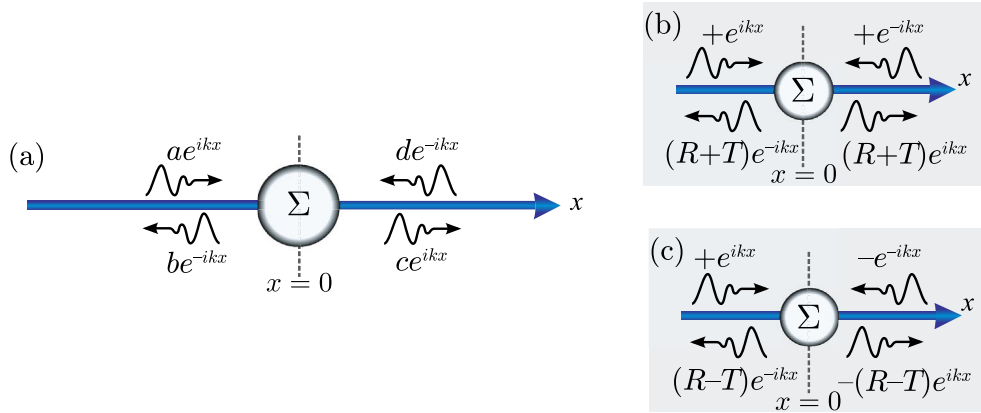 (a)
ae^{ikx}
de^{-ikx}
Σ
x
be^{-ikx}
ce^{ikx}
x = 0
(b)
+e^{ikx}
+e^{-ikx}
Σ
x
(R+T)e^{-ikx}
(R+T)e^{ikx}
x = 0
(c)
+e^{ikx}
–e^{-ikx}
Σ
x
(R–T)e^{-ikx}
–(R–T)e^{ikx}
x = 0